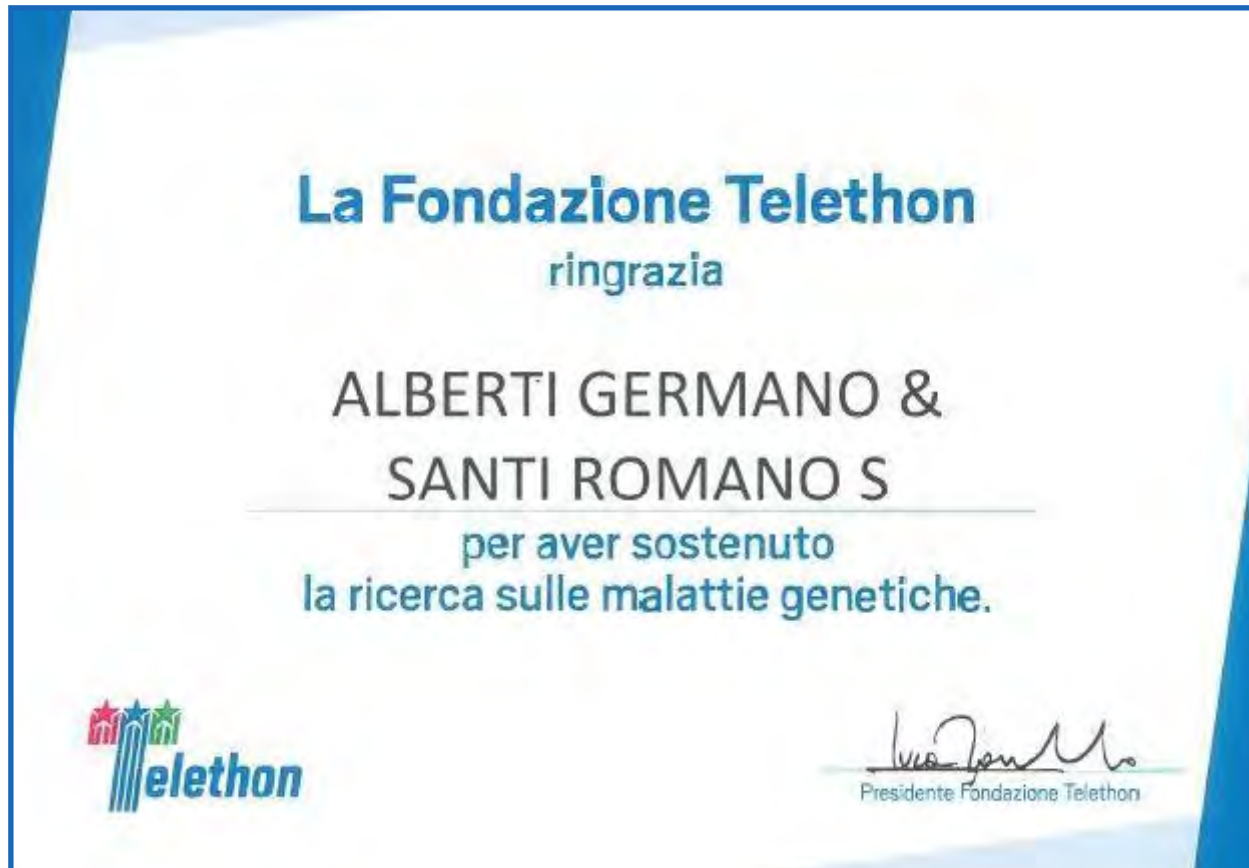 La Fondazione Telethon
ringrazia
ALBERTI GERMANO &
SANTI ROMANO S
per aver sostenuto
la ricerca sulle malattie genetiche.
Telethon
Presidente Fondazione Telethon